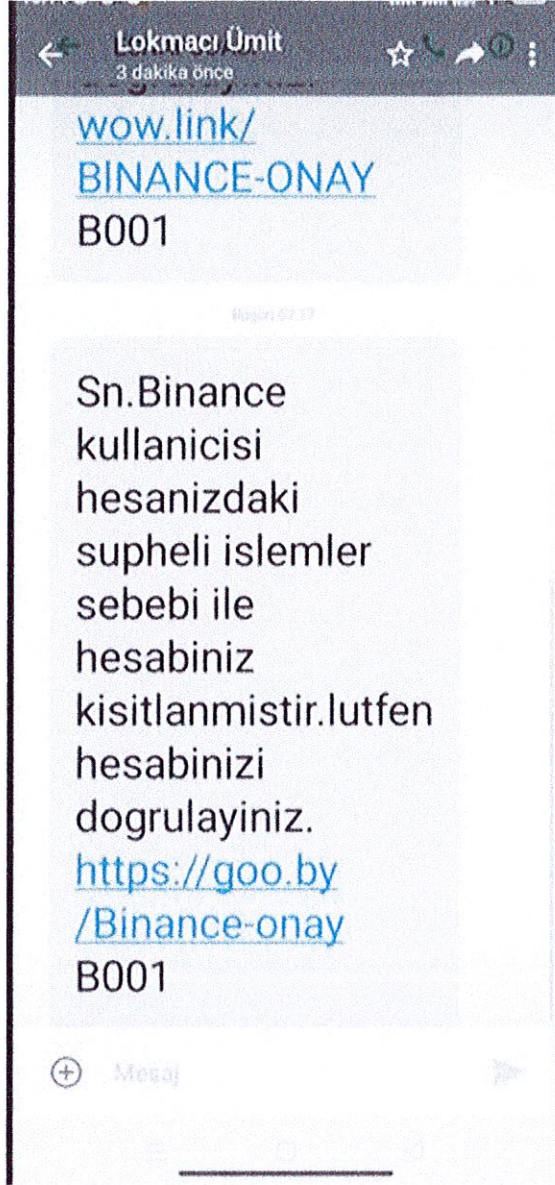 Lokmacı Ümit
3 dakika önce
wow.link/
BINANCE-ONAY
B001
Sn.Binance
kullanicisi
hesanizdaki
supheli islemler
sebebi ile
hesabiniz
kisitlanmistir.lutfen
hesabinizi
dogrulayiniz.
https://goo.by
/Binance-onay
B001
Mesaj